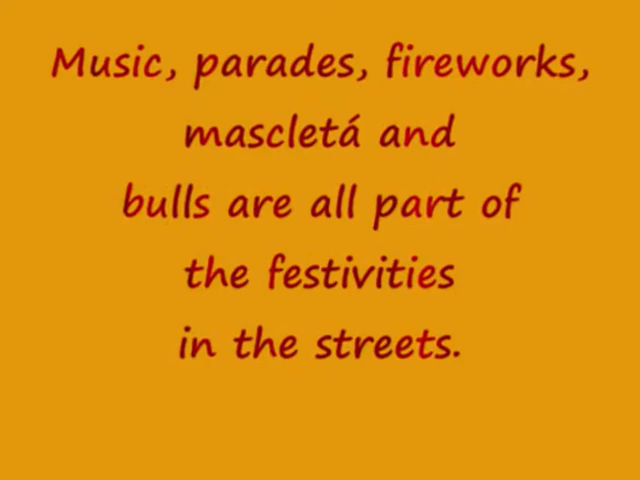 Music, parades, fireworks,
mascletá and
bulls are all part of
the festivities
in the streets.